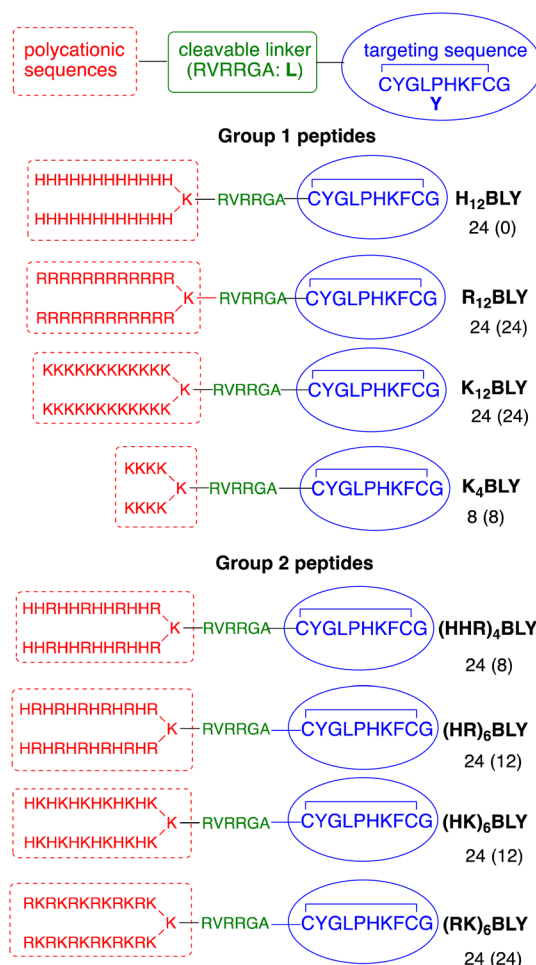 polycationic sequences
cleavable linker (RVRRGA: L)
targeting sequence
CYGLPHKFCG
Y
Group 1 peptides
HHHHHHHHHHHH
K RVRRGA CYGLPHKFCG H12BLY
HHHHHHHHHHHH
24 (0)
RRRRRRRRRRRR
K RVRRGA CYGLPHKFCG R12BLY
RRRRRRRRRRRR
24 (24)
KKKKKKKKKKKK
K RVRRGA CYGLPHKFCG K12BLY
KKKKKKKKKKKK
24 (24)
KKKK
K RVRRGA CYGLPHKFCG K4BLY
KKKK
8 (8)
Group 2 peptides
HHRHHRHHRHHR
K RVRRGA CYGLPHKFCG (HHR)4BLY
HHRHHRHHRHHR
24 (8)
HRHRHRHRHRHR
K RVRRGA CYGLPHKFCG (HR)6BLY
HRHRHRHRHRHR
24 (12)
HKHKHKHKHKHK
K RVRRGA CYGLPHKFCG (HK)6BLY
HKHKHKHKHKHK
24 (12)
RKRKRKRKRKRK
K RVRRGA CYGLPHKFCG (RK)6BLY
RKRKRKRKRKRK
24 (24)